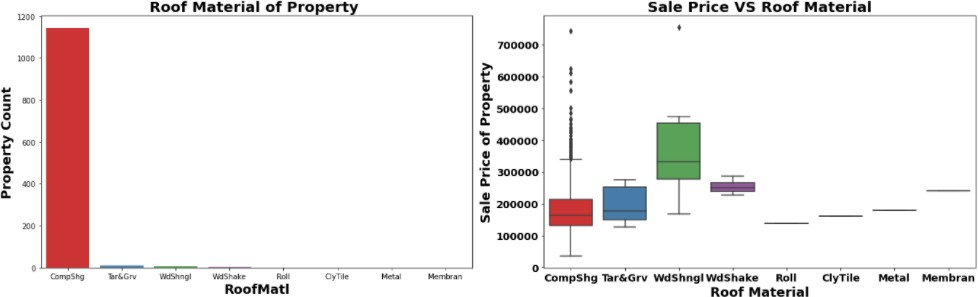 Roof Material of Property
Property Count
1200
1000
800
600
400
200
0
CompShg Tar&Grv WdShngl WdShake Roll ClyTile Metal Membran
RoofMatl
Sale Price VS Roof Material
Sale Price of Property
700000
600000
500000
400000
300000
200000
100000
0
CompShg Tar&Grv WdShngl WdShake Roll ClyTile Metal Membran
Roof Material